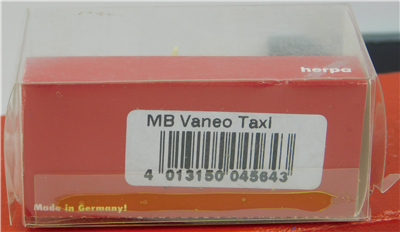 herpa
MB Vaneo Taxi
4 013150 045643
Made in Germany!